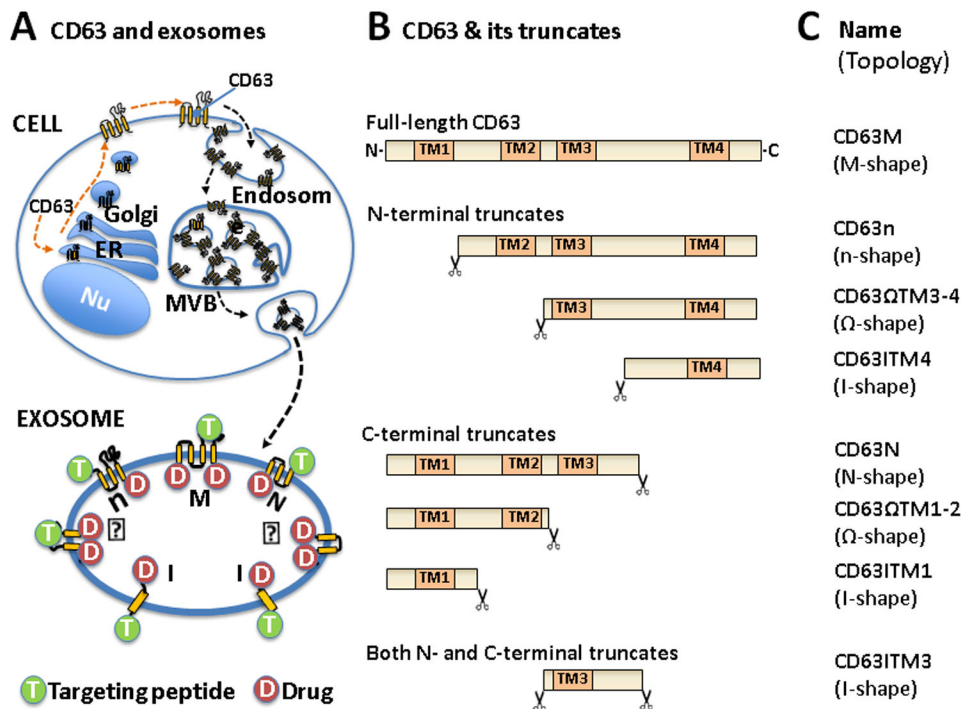 A CD63 and exosomes
CD63
CELL
Endosom
e
CD63
Golgi
ER
Nu
MVB
EXOSOME
T
T
T
D
D
D
D
n
M
N
T
D
D
?
?
D
D
D
I
I
D
T
T
T Targeting peptide
D Drug
B CD63 & its truncates
Full-length CD63
N-
TM1
TM2
TM3
TM4
-C
N-terminal truncates
TM2
TM3
TM4
TM3
TM4
TM4
C-terminal truncates
TM1
TM2
TM3
TM1
TM2
TM1
Both N- and C-terminal truncates
TM3
C Name
(Topology)
CD63M
(M-shape)
CD63n
(n-shape)
CD63ΩTM3-4
(Ω-shape)
CD63ITM4
(I-shape)
CD63N
(N-shape)
CD63ΩTM1-2
(Ω-shape)
CD63ITM1
(I-shape)
CD63ITM3
(I-shape)